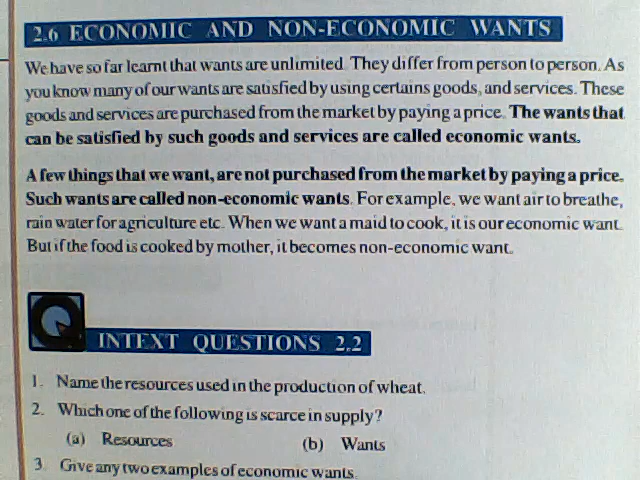 2.6 ECONOMIC AND NON-ECONOMIC WANTS
We have so far learnt that wants are unlimited. They differ from person to person. As
you know many of our wants are satisfied by using certains goods, and services. These
goods and services are purchased from the market by paying a price. The wants that
can be satisfied by such goods and services are called economic wants.
A few things that we want, are not purchased from the market by paying a price.
Such wants are called non-economic wants. For example, we want air to breathe,
rain water for agriculture etc. When we want a maid to cook, it is our economic want.
But if the food is cooked by mother, it becomes non-economic want.
INTEXT QUESTIONS 2.2
1. Name the resources used in the production of wheat.
2. Which one of the following is scarce in supply?
(a) Resources (b) Wants
3. Give any two examples of economic wants.